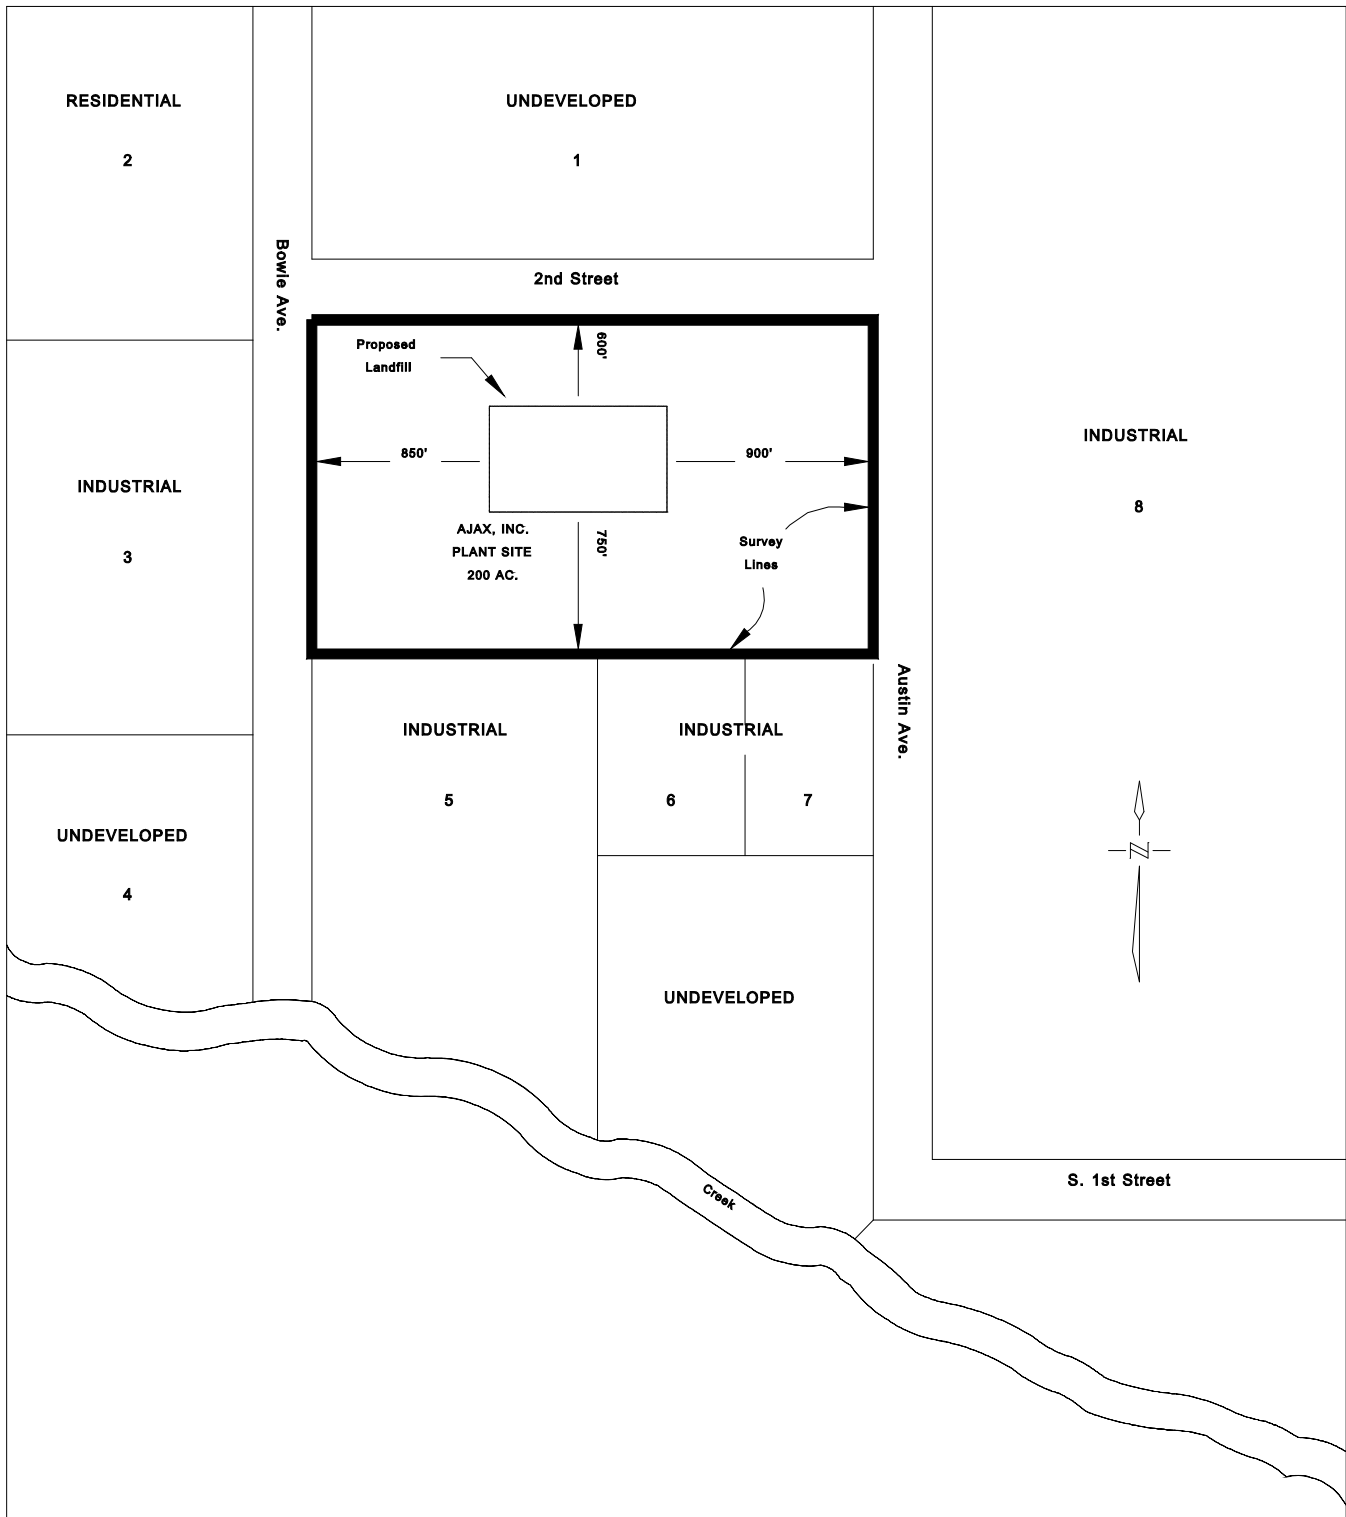 RESIDENTIAL
2
UNDEVELOPED
1
Bowie Ave.
2nd Street
Proposed
Landfill
600'
850'
900'
750'
AJAX, INC.
PLANT SITE
200 AC.
Survey
Lines
INDUSTRIAL
3
INDUSTRIAL
8
Austin Ave.
INDUSTRIAL
5
INDUSTRIAL
6
7
UNDEVELOPED
4
N
UNDEVELOPED
Creek
S. 1st Street